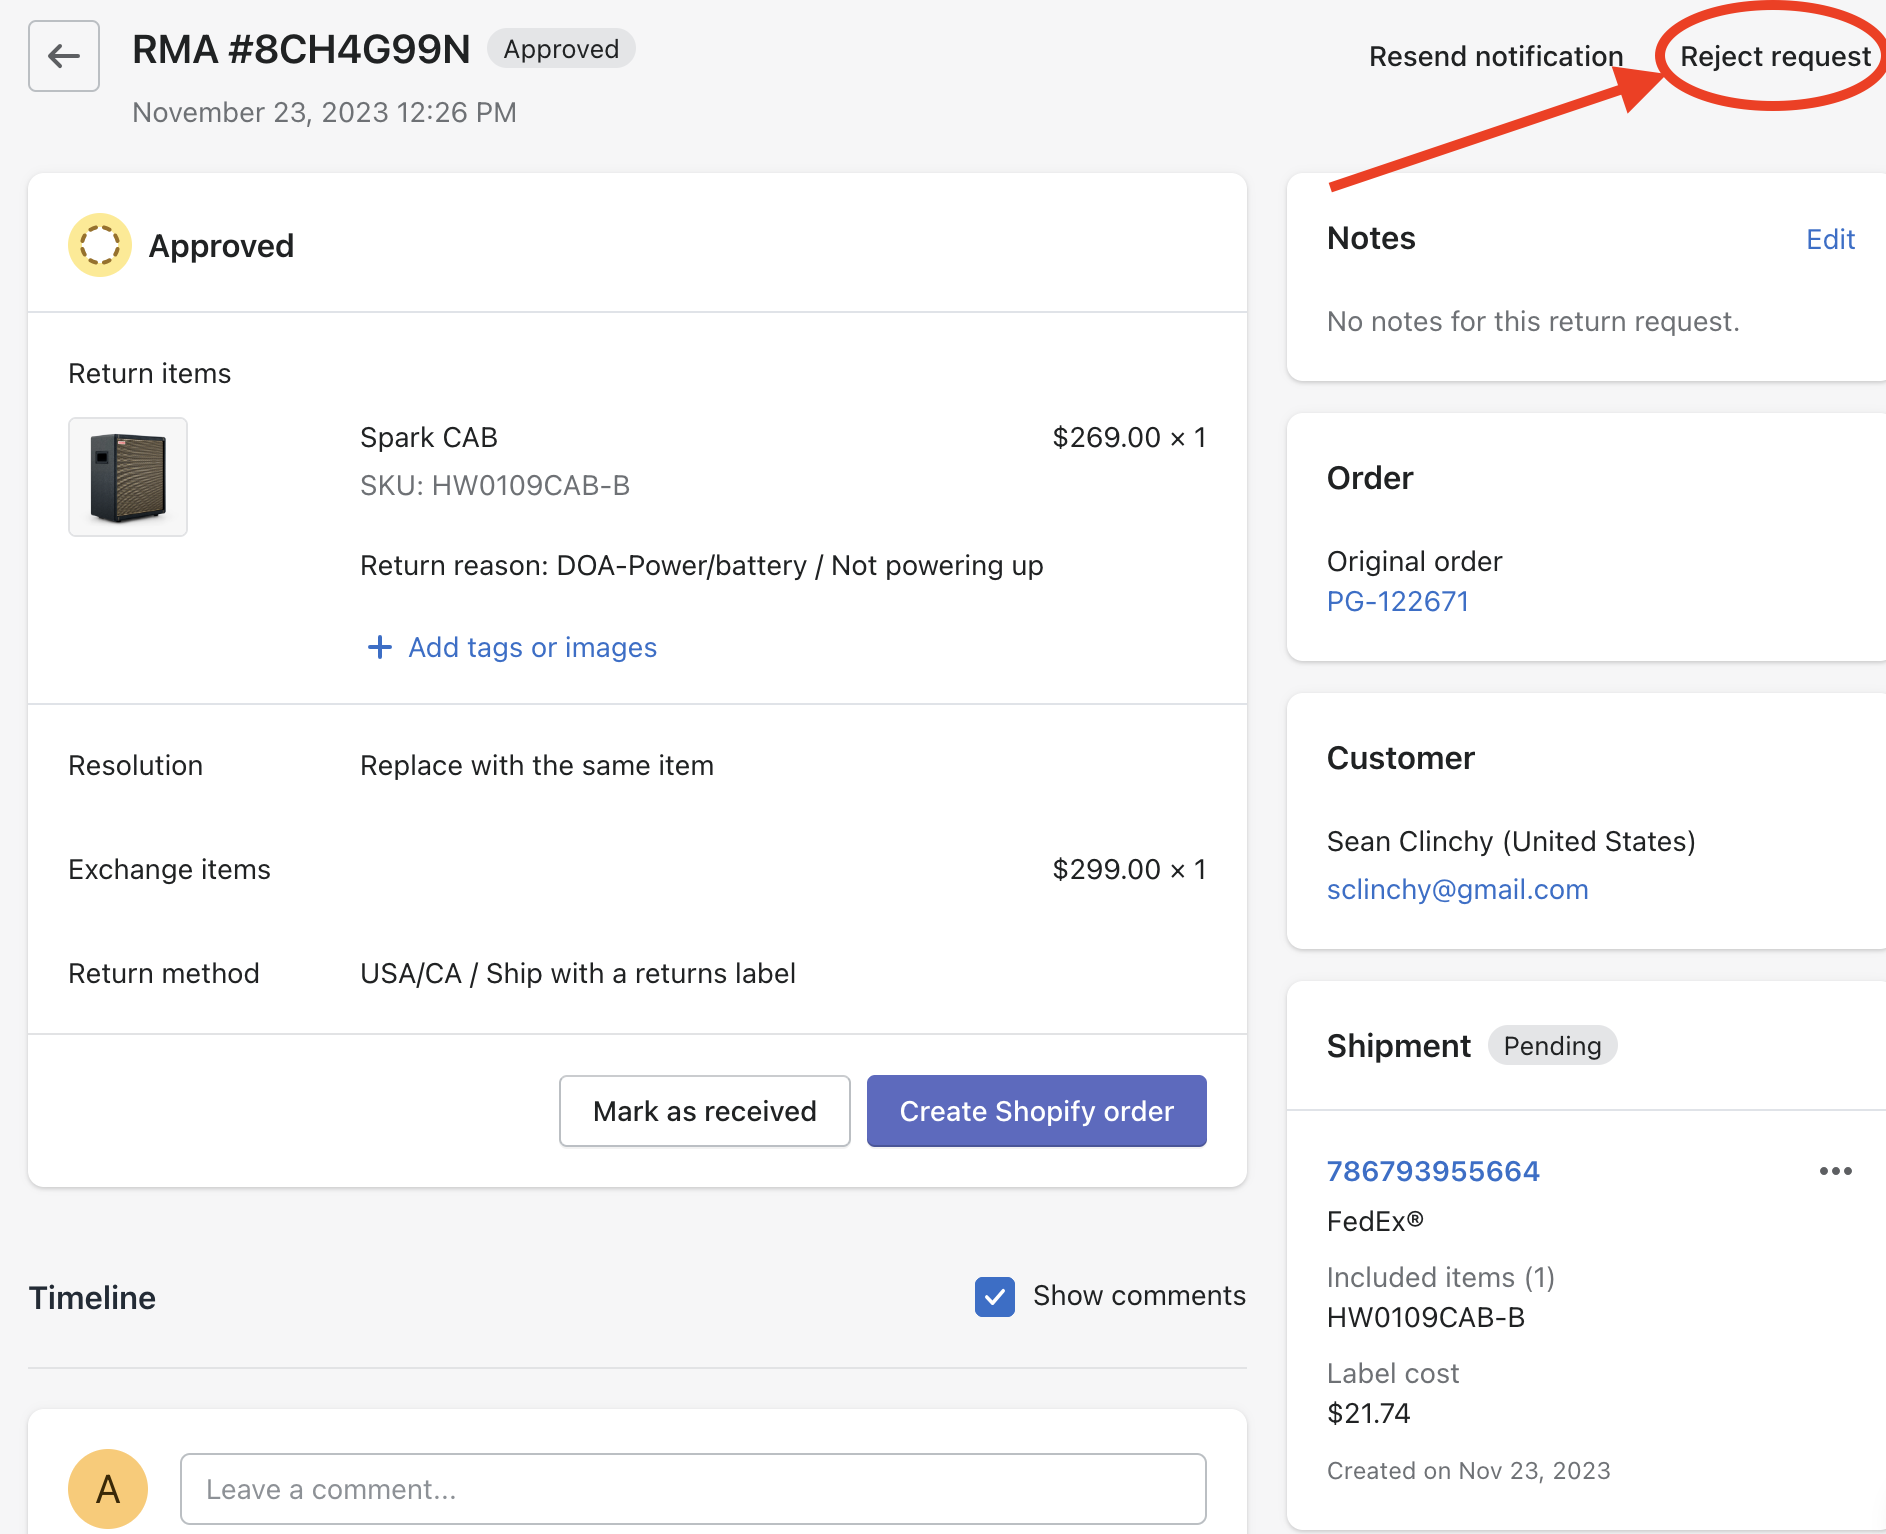 RMA #8CH4G99N Approved
Resend notification Reject request
November 23, 2023 12:26 PM
Approved
Return items
Spark CAB $269.00 × 1
SKU: HW0109CAB-B
Return reason: DOA-Power/battery / Not powering up
+ Add tags or images
Resolution Replace with the same item
Exchange items $299.00 × 1
Return method USA/CA / Ship with a returns label
Mark as received Create Shopify order
Timeline Show comments
A Leave a comment...
Notes Edit
No notes for this return request.
Order
Original order
PG-122671
Customer
Sean Clinchy (United States)
sclinchy@gmail.com
Shipment Pending
786793955664
FedEx®
Included items (1)
HW0109CAB-B
Label cost
$21.74
Created on Nov 23, 2023